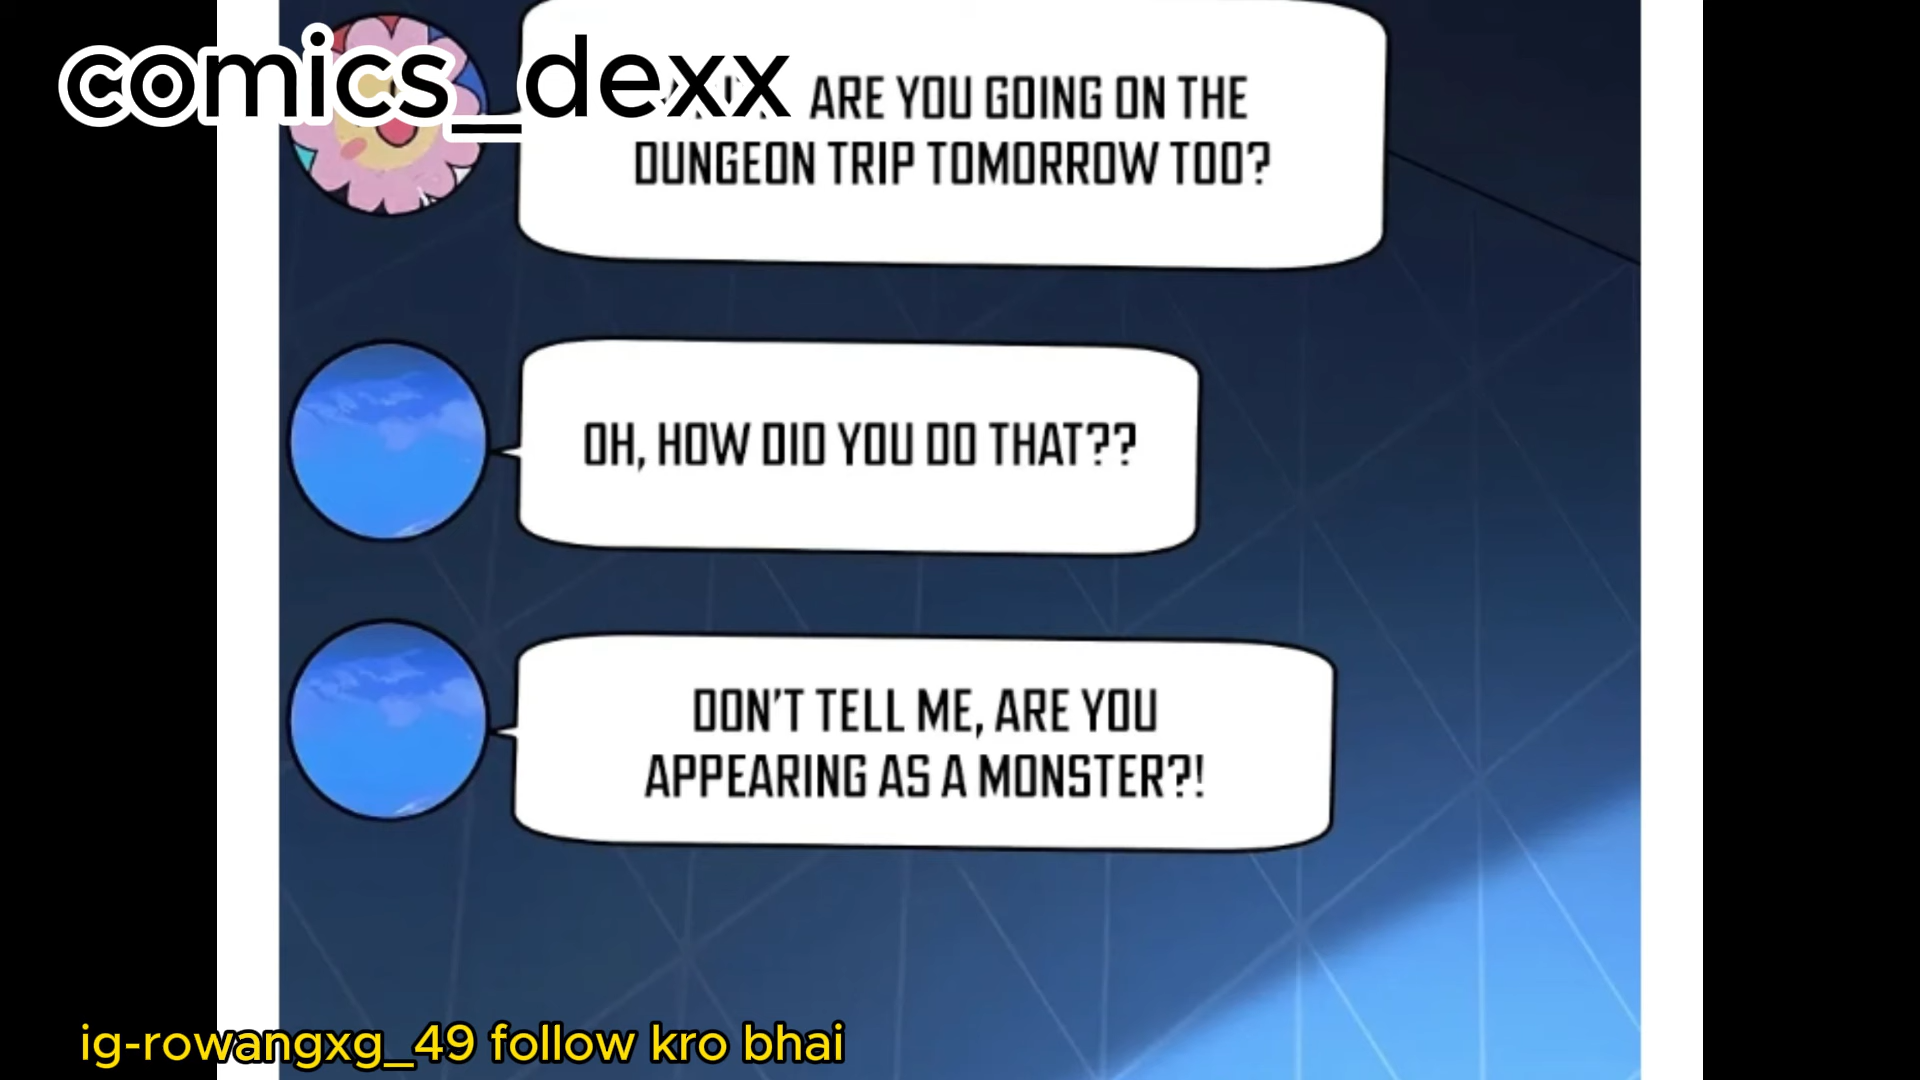 comics_dexx
ARE YOU GOING ON THE
DUNGEON TRIP TOMORROW TOO?
OH, HOW DID YOU DO THAT??
DON'T TELL ME, ARE YOU
APPEARING AS A MONSTER?!
ig-rowangxg_49 follow kro bhai